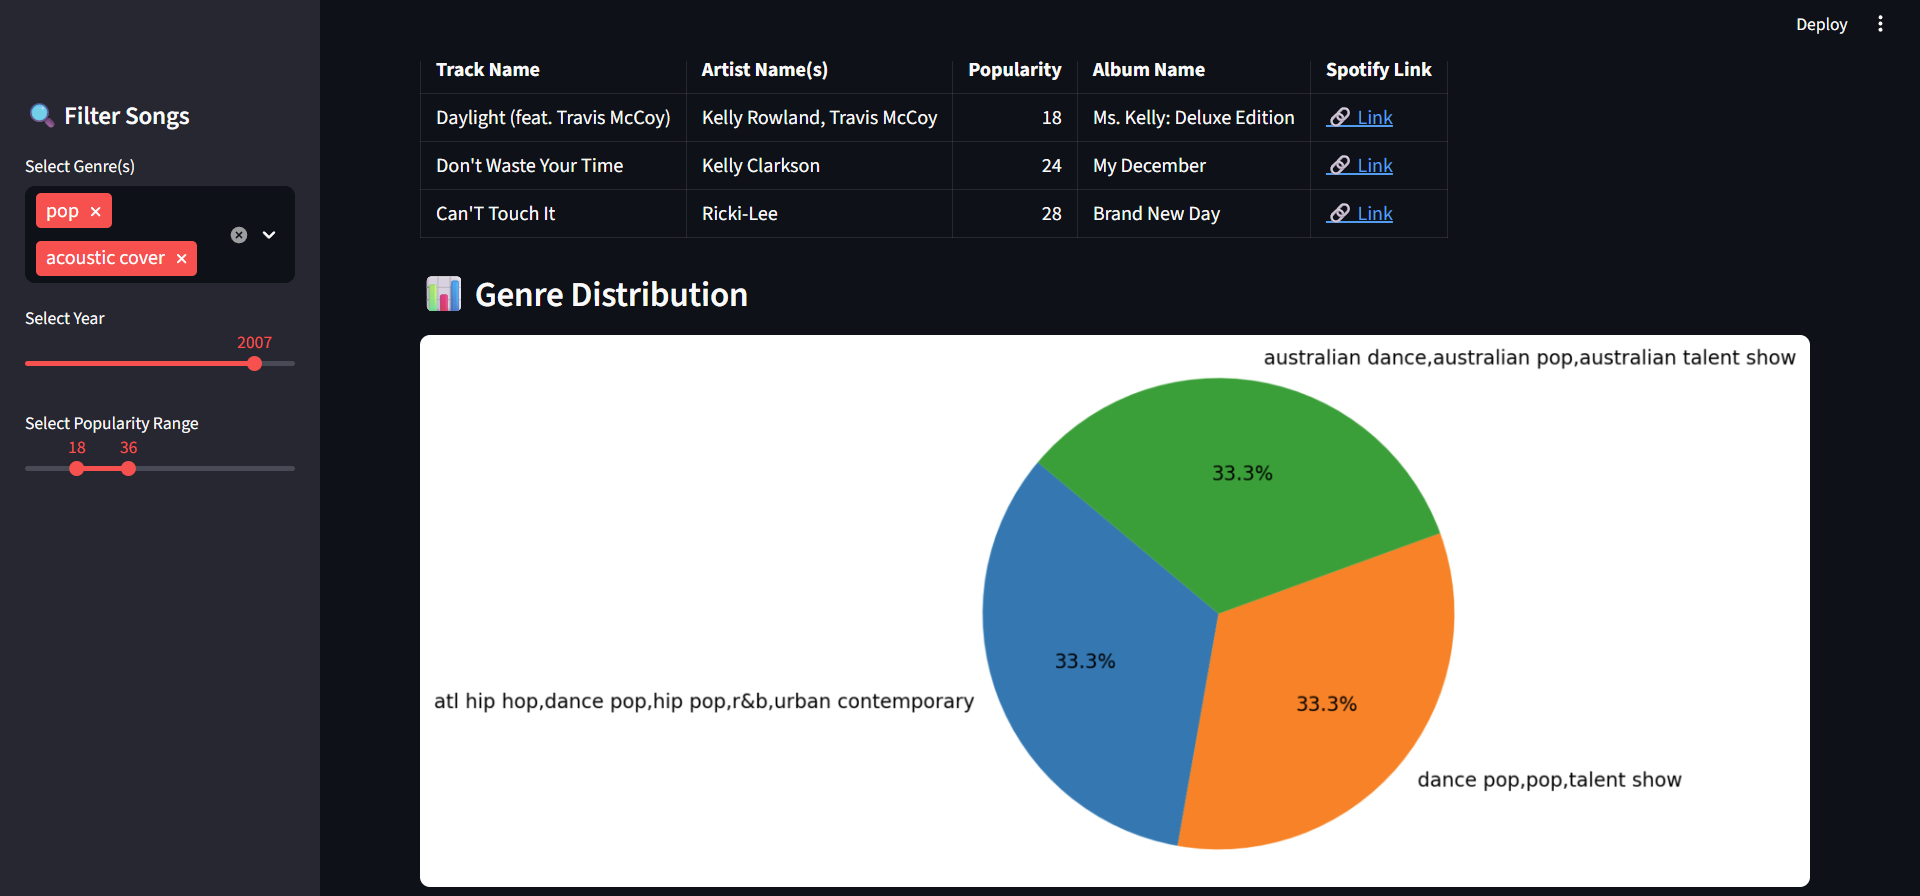 Deploy
Filter Songs
Select Genre(s)
pop
acoustic cover
Select Year
2007
Select Popularity Range
18 36
Track Name Artist Name(s) Popularity Album Name Spotify Link
Daylight (feat. Travis McCoy) Kelly Rowland, Travis McCoy 18 Ms. Kelly: Deluxe Edition Link
Don't Waste Your Time Kelly Clarkson 24 My December Link
Can'T Touch It Ricki-Lee 28 Brand New Day Link
Genre Distribution
australian dance,australian pop,australian talent show
33.3%
33.3%
atl hip hop,dance pop,hip pop,r&b,urban contemporary
33.3%
dance pop,pop,talent show